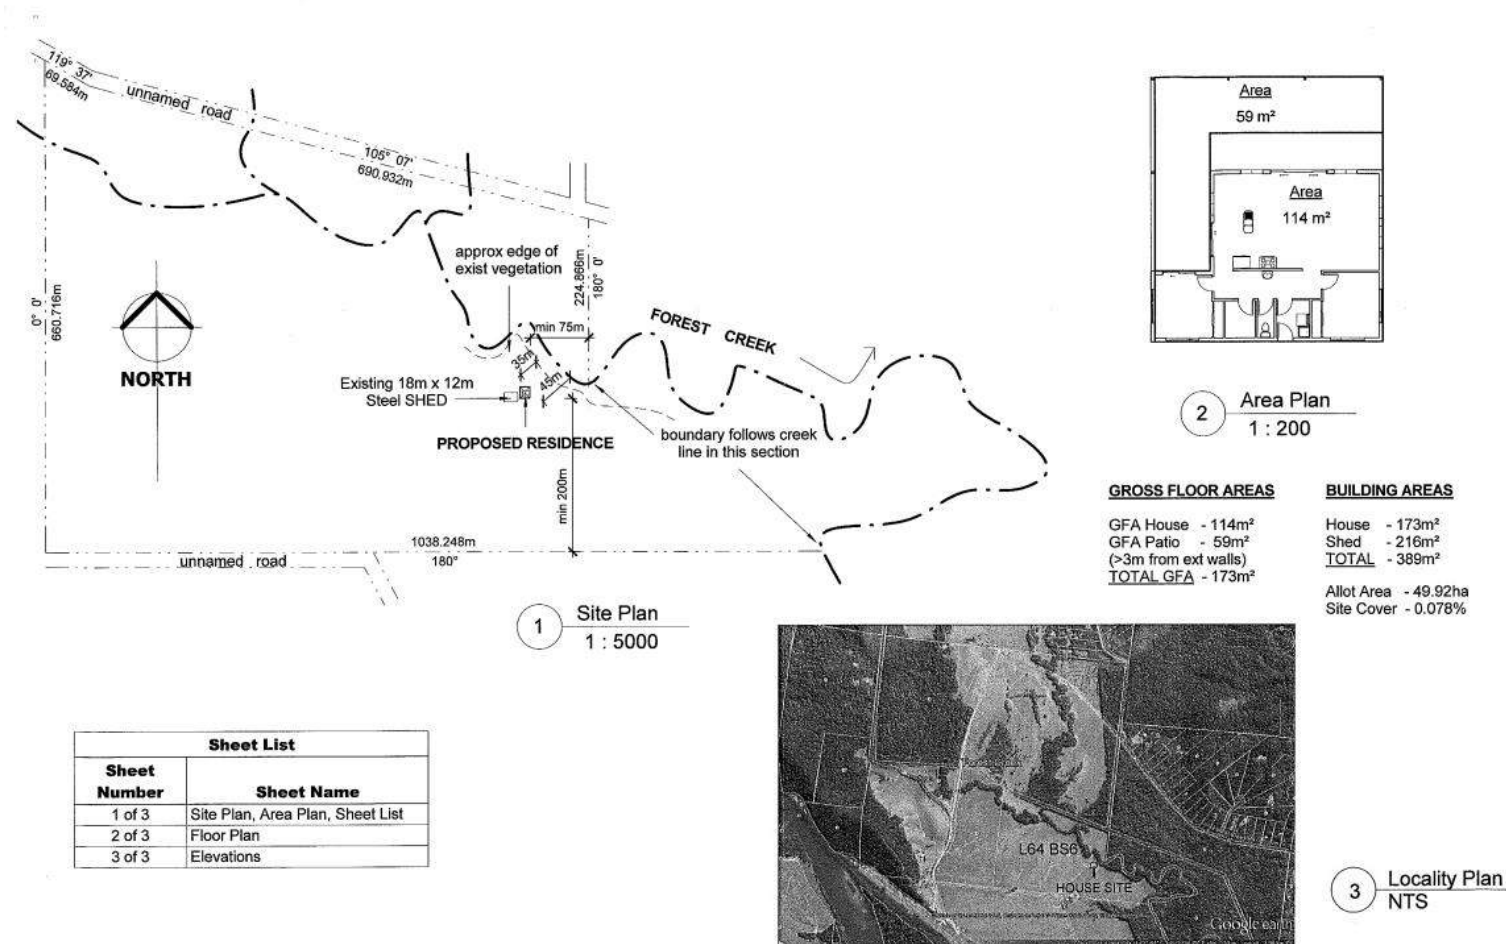 119° 37'
69.584m
unnamed road
105° 07'
690.932m
approx edge of
exist vegetation
224.866m
180° 0'
0° 0'
660.716m
min 75m
FOREST CREEK
35m
45m
NORTH
Existing 18m x 12m
Steel SHED
PROPOSED RESIDENCE
boundary follows creek
line in this section
min 200m
1038.248m
180°
unnamed road
1
Site Plan
1 : 5000
Area
59 m²
Area
114 m²
2
Area Plan
1 : 200
GROSS FLOOR AREAS
GFA House - 114m²
GFA Patio - 59m²
(>3m from ext walls)
TOTAL GFA - 173m²
BUILDING AREAS
House - 173m²
Shed - 216m²
TOTAL - 389m²
Allot Area - 49.92ha
Site Cover - 0.078%
Sheet List
Sheet
Number
Sheet Name
1 of 3 Site Plan, Area Plan, Sheet List
2 of 3 Floor Plan
3 of 3 Elevations
L64 BS67
HOUSE SITE
Google earth
3
Locality Plan
NTS